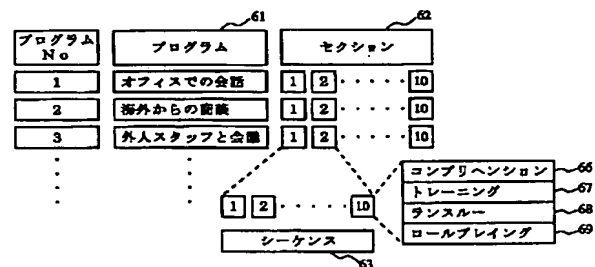 61
62
プログラム
No
プログラム
セクション
1 オフィスでの会話 1 2 ····· 10
2 海外からの商談 1 2 ····· 10
3 外人スタッフと会議 1 2 ····· 10
1 2 ····· 10
シーケンス
63
コンプリヘンション 66
トレーニング 67
ランスルー 68
ロールプレイング 69